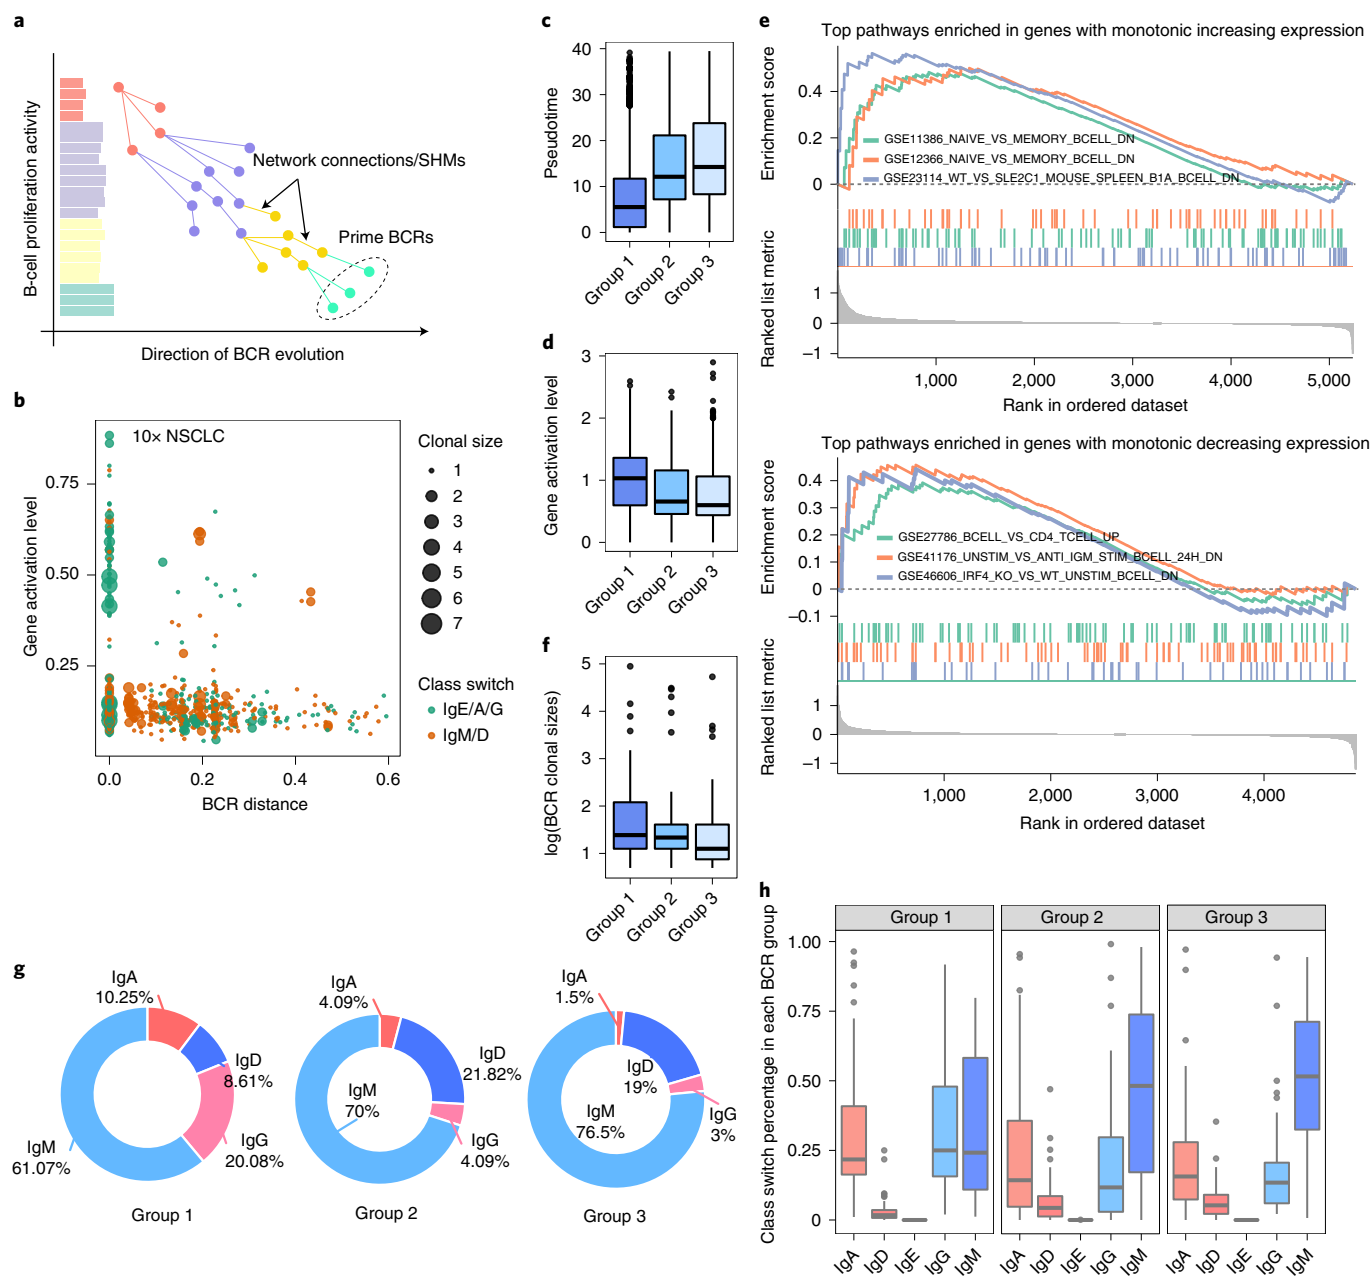 a
B-cell proliferation activity
Network connections/SHMs
Prime BCRs
Direction of BCR evolution
b
10× NSCLC
Gene activation level
0.75
0.50
0.25
0.0 0.2 0.4 0.6
BCR distance
Clonal size
1
2
3
4
5
6
7
Class switch
IgE/A/G
IgM/D
c
Pseudotime
40
30
20
10
0
Group 1 Group 2 Group 3
d
Gene activation level
3
2
1
0
Group 1 Group 2 Group 3
e
Top pathways enriched in genes with monotonic increasing expression
Enrichment score
0.4
0.2
0
GSE11386_NAIVE_VS_MEMORY_BCELL_DN
GSE12366_NAIVE_VS_MEMORY_BCELL_DN
GSE23114_WT_VS_SLE2C1_MOUSE_SPLEEN_B1A_BCELL_DN
Ranked list metric
1
0
−1
1,000 2,000 3,000 4,000 5,000
Rank in ordered dataset
Top pathways enriched in genes with monotonic decreasing expression
Enrichment score
0.4
0.3
0.2
0.1
0
−0.1
GSE27786_BCELL_VS_CD4_TCELL_UP
GSE41176_UNSTIM_VS_ANTI_IGM_STIM_BCELL_24H_DN
GSE46606_IRF4_KO_VS_WT_UNSTIM_BCELL_DN
Ranked list metric
1
0
−1
1,000 2,000 3,000 4,000
Rank in ordered dataset
f
log(BCR clonal sizes)
5
4
3
2
1
Group 1 Group 2 Group 3
g
IgA
10.25%
IgD
8.61%
IgG
20.08%
IgM
61.07%
Group 1
IgA
4.09%
IgD
21.82%
IgM
70%
IgG
4.09%
Group 2
IgA
1.5%
IgD
19%
IgM
76.5%
IgG
3%
Group 3
h
Group 1 Group 2 Group 3
Class switch percentage in each BCR group
1.00
0.75
0.50
0.25
0
IgA IgD IgE IgG IgM IgA IgD IgE IgG IgM IgA IgD IgE IgG IgM